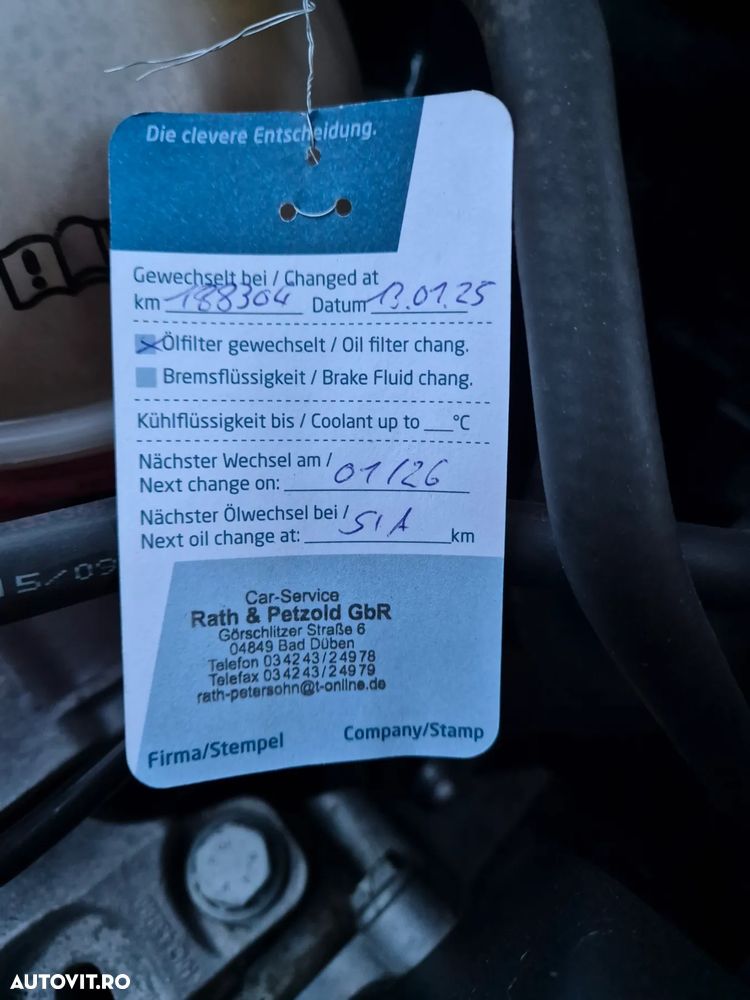 Die clevere Entscheidung.
Gewechselt bei / Changed at
km 188304 Datum 13.01.25
Ölfilter gewechselt / Oil filter chang.
Bremsflüssigkeit / Brake Fluid chang.
Kühlflüssigkeit bis / Coolant up to ___°C
Nächster Wechsel am /
Next change on: 01/26
Nächster Ölwechsel bei /
Next oil change at: SIA km
Car-Service
Rath & Petzold GbR
Görschlitzer Straße 6
04849 Bad Düben
Telefon 034243/24978
Telefax 034243/24979
rath-petersohn@t-online.de
Firma/Stempel Company/Stamp
15/09
AUTOVIT.RO